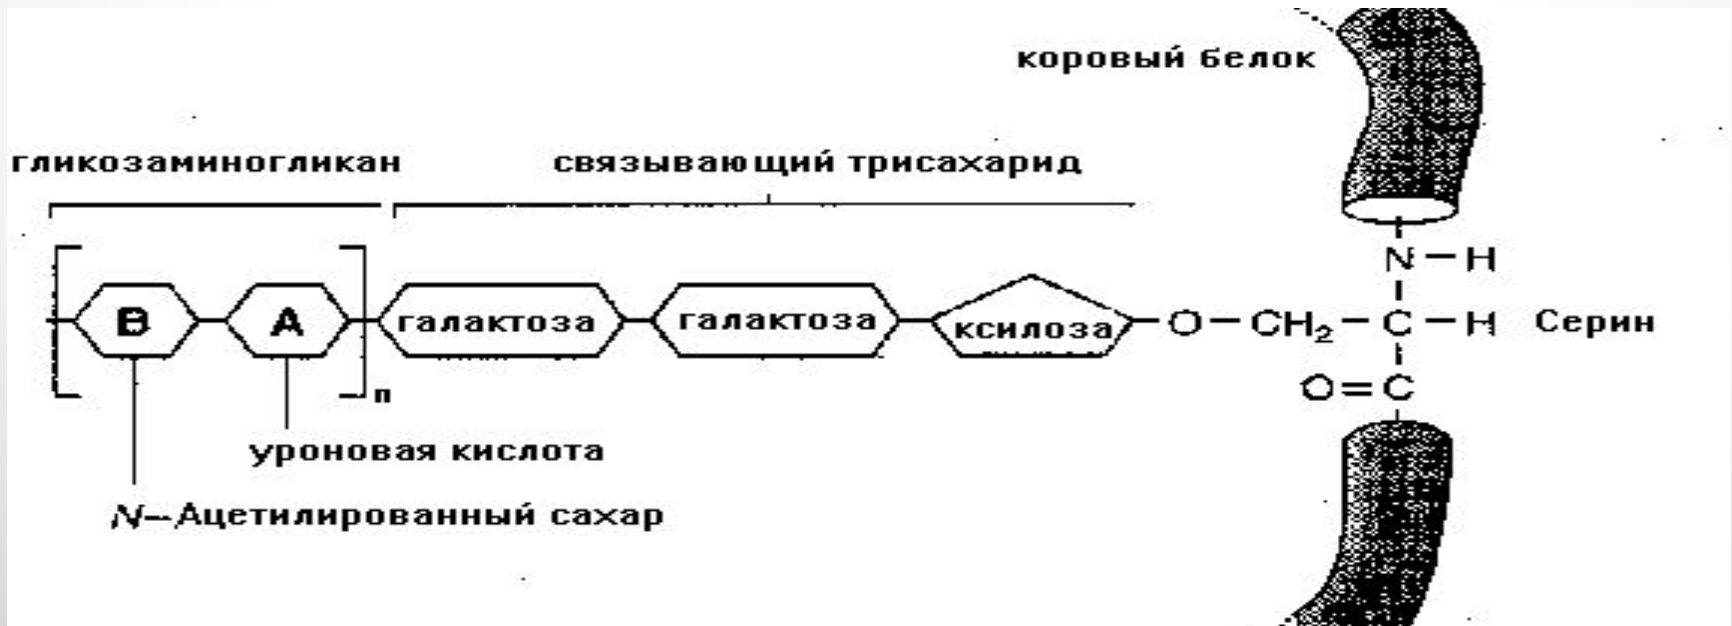 коровый белок
гликозаминогликан связывающий трисахарид
N–H
B A галактоза галактоза ксилоза O–CH₂–C–H Серин
n
O=C
уроновая кислота
N–Ацетилированный сахар